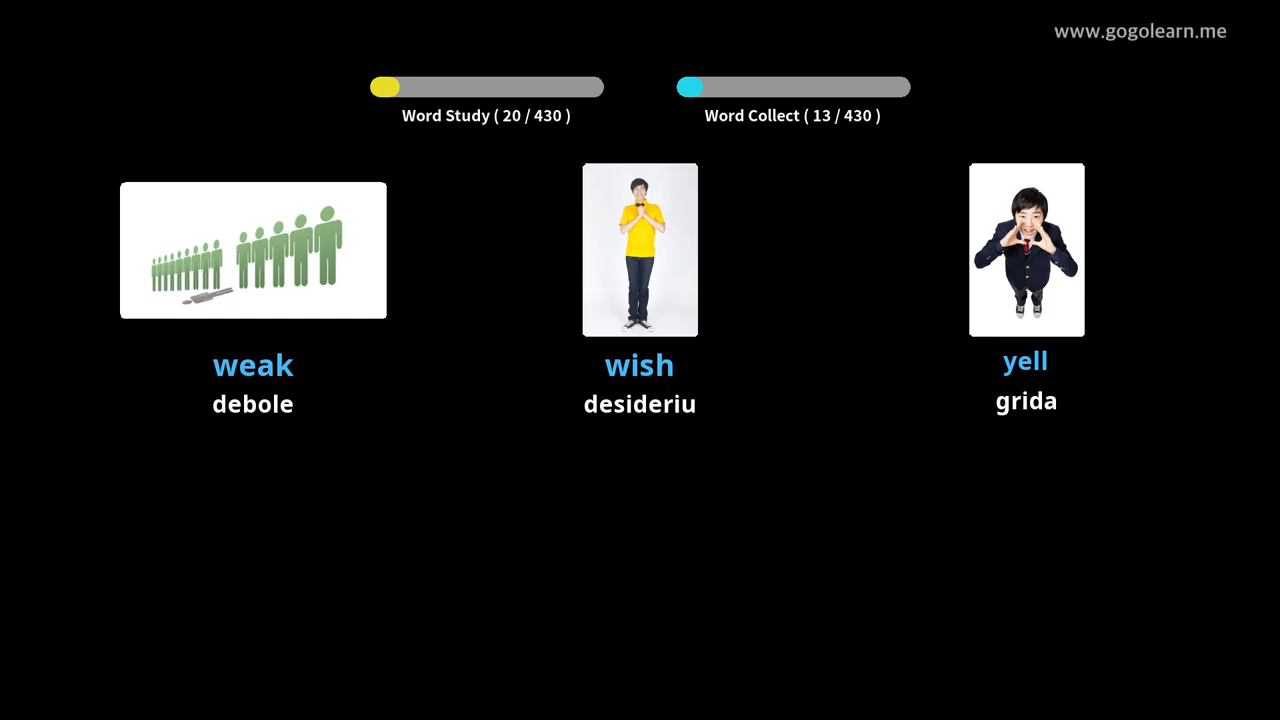 www.gogolearn.me
Word Study ( 20 / 430 )
Word Collect ( 13 / 430 )
weak
debole
wish
desideriu
yell
grida